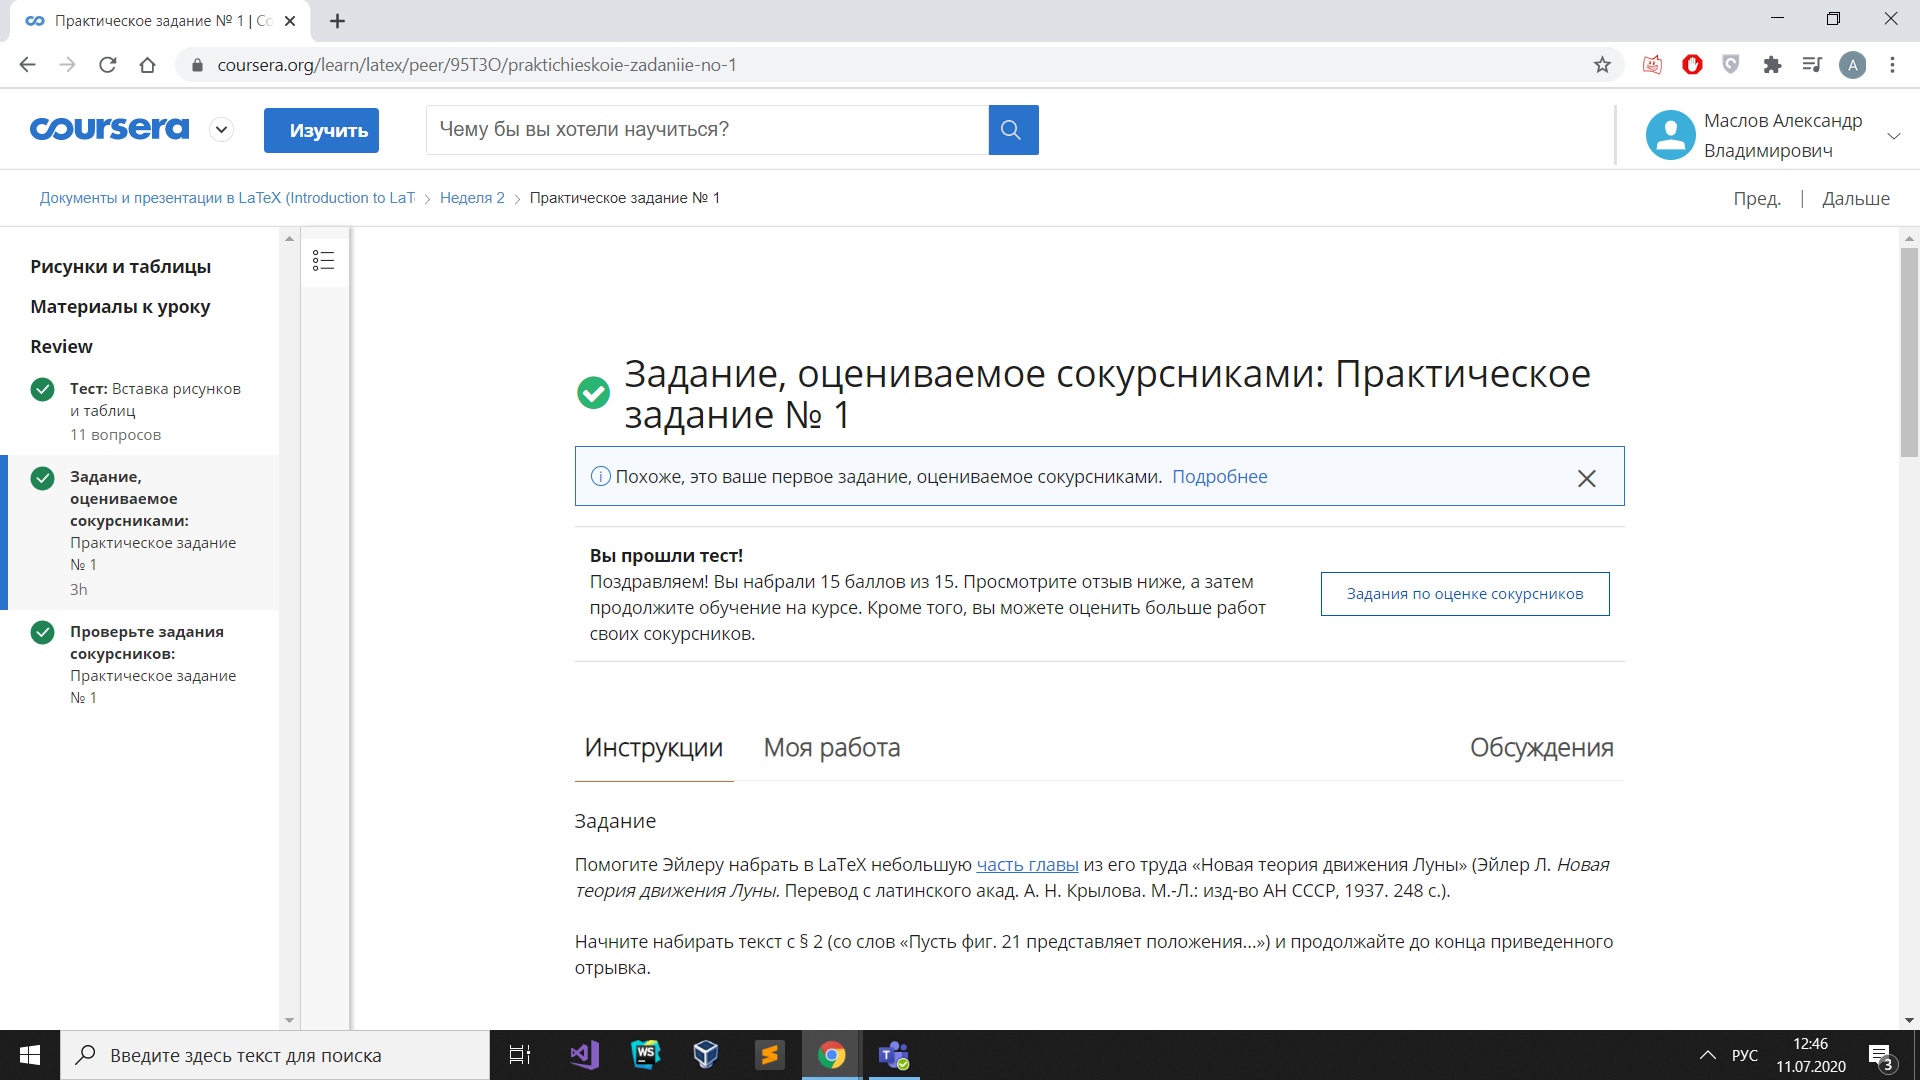 Практическое задание № 1 | Co
coursera.org/learn/latex/peer/95T3O/praktichieskoie-zadaniie-no-1
A
coursera
Изучить
Чему бы вы хотели научиться?
Маслов Александр
Владимирович
Документы и презентации в LaTeX (Introduction to LaT
Неделя 2
Практическое задание № 1
Пред. | Дальше
Рисунки и таблицы
Материалы к уроку
Review
Тест: Вставка рисунков
и таблиц
11 вопросов
Задание,
оцениваемое
сокурсниками:
Практическое задание
№ 1
3h
Проверьте задания
сокурсников:
Практическое задание
№ 1
Задание, оцениваемое сокурсниками: Практическое
задание № 1
Похоже, это ваше первое задание, оцениваемое сокурсниками. Подробнее
Вы прошли тест!
Поздравляем! Вы набрали 15 баллов из 15. Просмотрите отзыв ниже, а затем
продолжите обучение на курсе. Кроме того, вы можете оценить больше работ
своих сокурсников.
Задания по оценке сокурсников
Инструкции
Моя работа
Обсуждения
Задание
Помогите Эйлеру набрать в LaTeX небольшую часть главы из его труда «Новая теория движения Луны» (Эйлер Л. Новая
теория движения Луны. Перевод с латинского акад. А. Н. Крылова. М.-Л.: изд-во АН СССР, 1937. 248 с.).
Начните набирать текст с § 2 (со слов «Пусть фиг. 21 представляет положения...») и продолжайте до конца приведенного
отрывка.
Введите здесь текст для поиска
WS
T
РУС
12:46
11.07.2020
3